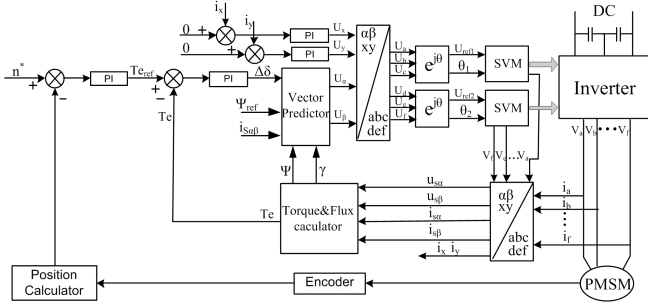 i_x
i_y
DC
0
PI
U_x
0
PI
U_y
αβ
xy
abc
def
U_a
U_b
U_c
e^jθ
U_ref1
θ_1
SVM
n*
PI
Te_ref
PI
Δδ
Vector
Predictor
U_α
U_β
U_d
U_e
U_f
e^jθ
U_ref2
θ_2
SVM
Inverter
Ψ_ref
i_Sαβ
V_a V_b V_f
V_f V_e ...V_a
Te
Ψ
γ
Te
Torque&Flux
caculator
u_sα
u_sβ
i_sα
i_sβ
i_x i_y
αβ
xy
abc
def
i_a
i_b
i_f
Position
Calculator
Encoder
PMSM